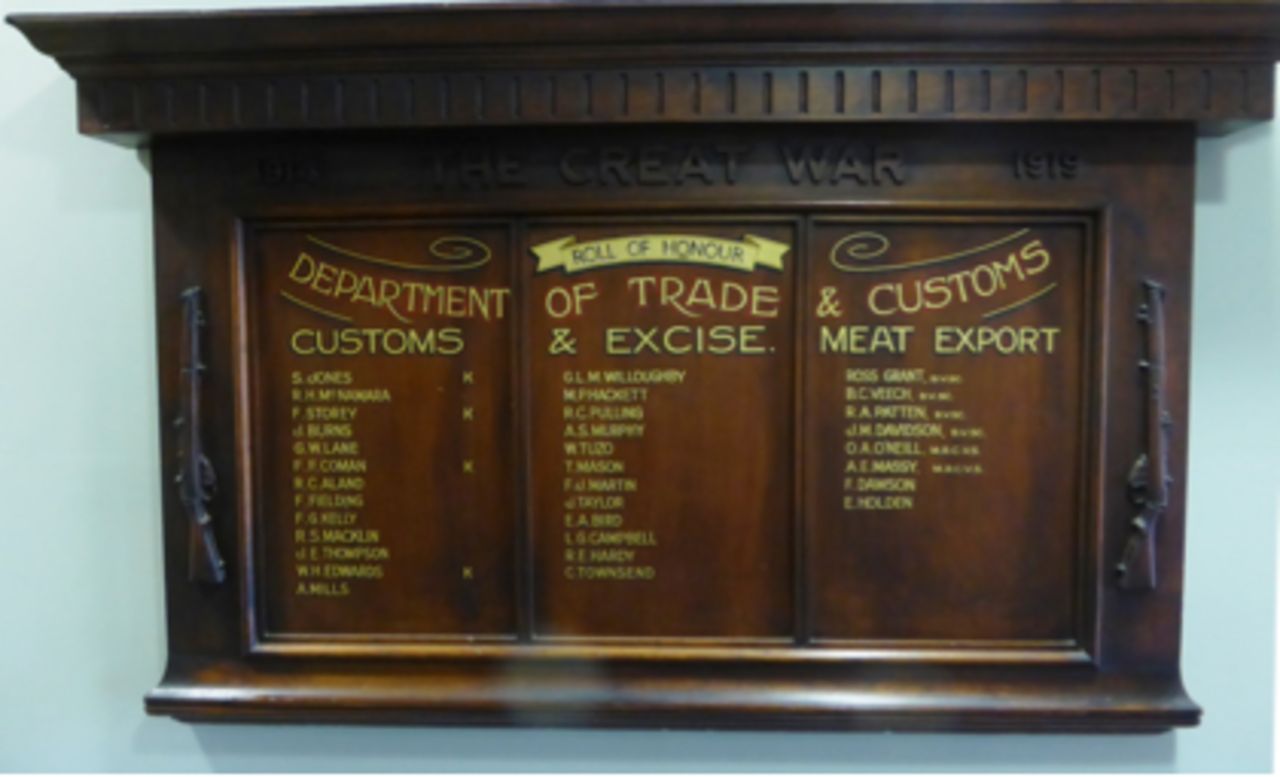 THE GREAT WAR 1919
ROLL OF HONOUR
DEPARTMENT OF TRADE & CUSTOMS
CUSTOMS & EXCISE. MEAT EXPORT
S. JONES K
R.H. McNAMARA
F. STOREY K
J. BURNS
G.W. LANE
F.F. COMAN K
R.C. ALAND
F. FIELDING
F.G. KELLY
R.S. MACKLIN
J.E. THOMPSON
W.H. EDWARDS K
A. MILLS
G.L.M. WILLOUGHBY
M.P. HACKETT
R.C. PULLING
A.S. MURPHY
W. TUZO
T. MASON
F.J. MARTIN
J. TAYLOR
E.A. BIRD
L.G. CAMPBELL
R.E. HARDY
C. TOWNSEND
ROSS GRANT,
B.C. VEECH,
R.A. PATTEN,
J.M. DAVIDSON,
O.A. O'NEILL, M.R.C.V.S.
A.E. MASSY, M.R.C.V.S.
F. DAWSON
E. HOLDEN